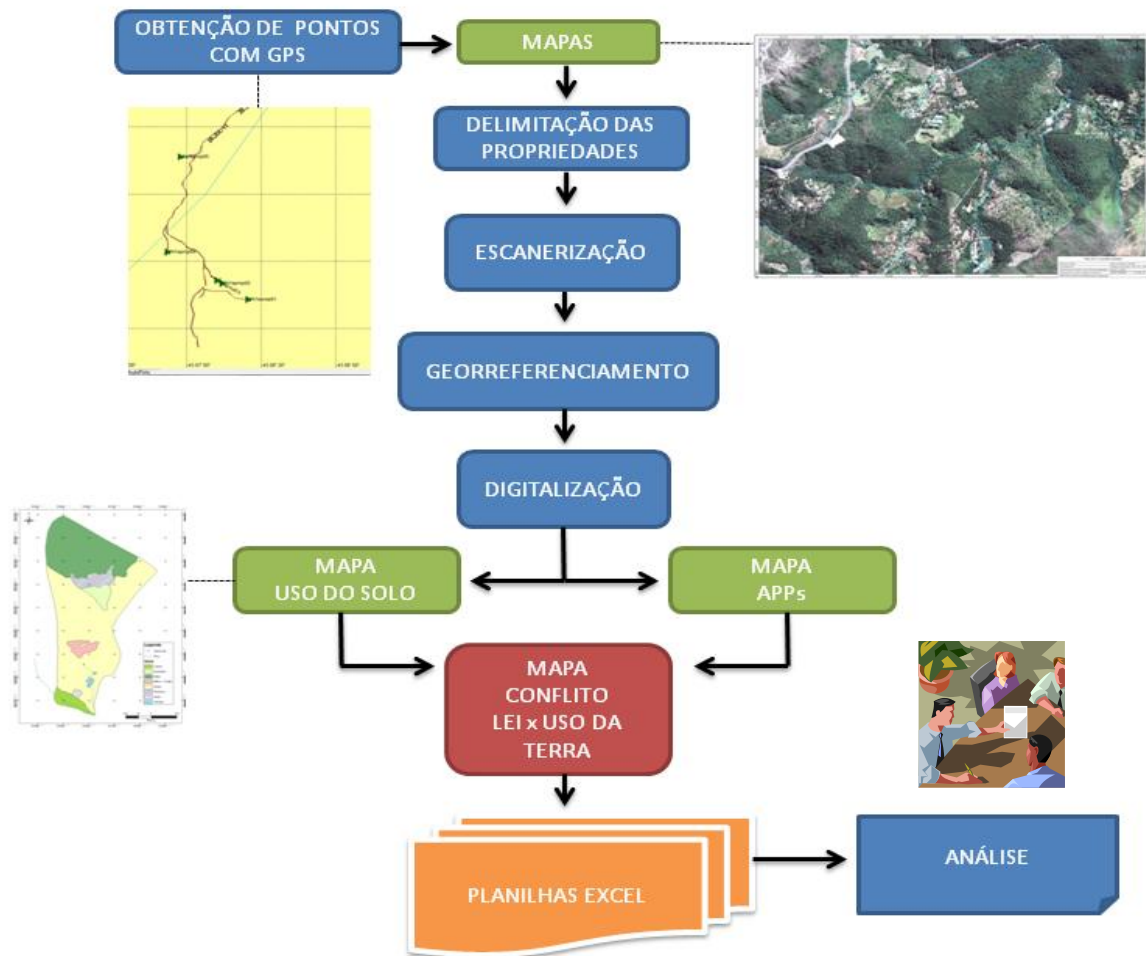 OBTENÇÃO DE PONTOS
COM GPS
MAPAS
DELIMITAÇÃO DAS
PROPRIEDADES
ESCANERIZAÇÃO
GEORREFERENCIAMENTO
DIGITALIZAÇÃO
MAPA
USO DO SOLO
MAPA
APPs
MAPA
CONFLITO
LEI x USO DA
TERRA
PLANILHAS EXCEL
ANÁLISE